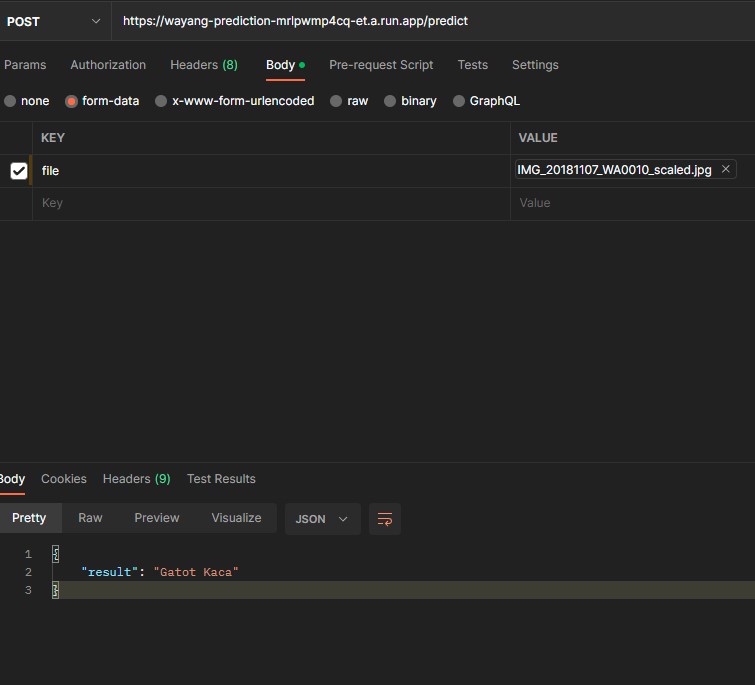 POST https://wayang-prediction-mrlpwmp4cq-et.a.run.app/predict
Params Authorization Headers (8) Body Pre-request Script Tests Settings
none form-data x-www-form-urlencoded raw binary GraphQL
KEY VALUE
file IMG_20181107_WA0010_scaled.jpg
Key Value
Body Cookies Headers (9) Test Results
Pretty Raw Preview Visualize JSON
1 {
2 "result": "Gatot Kaca"
3 }